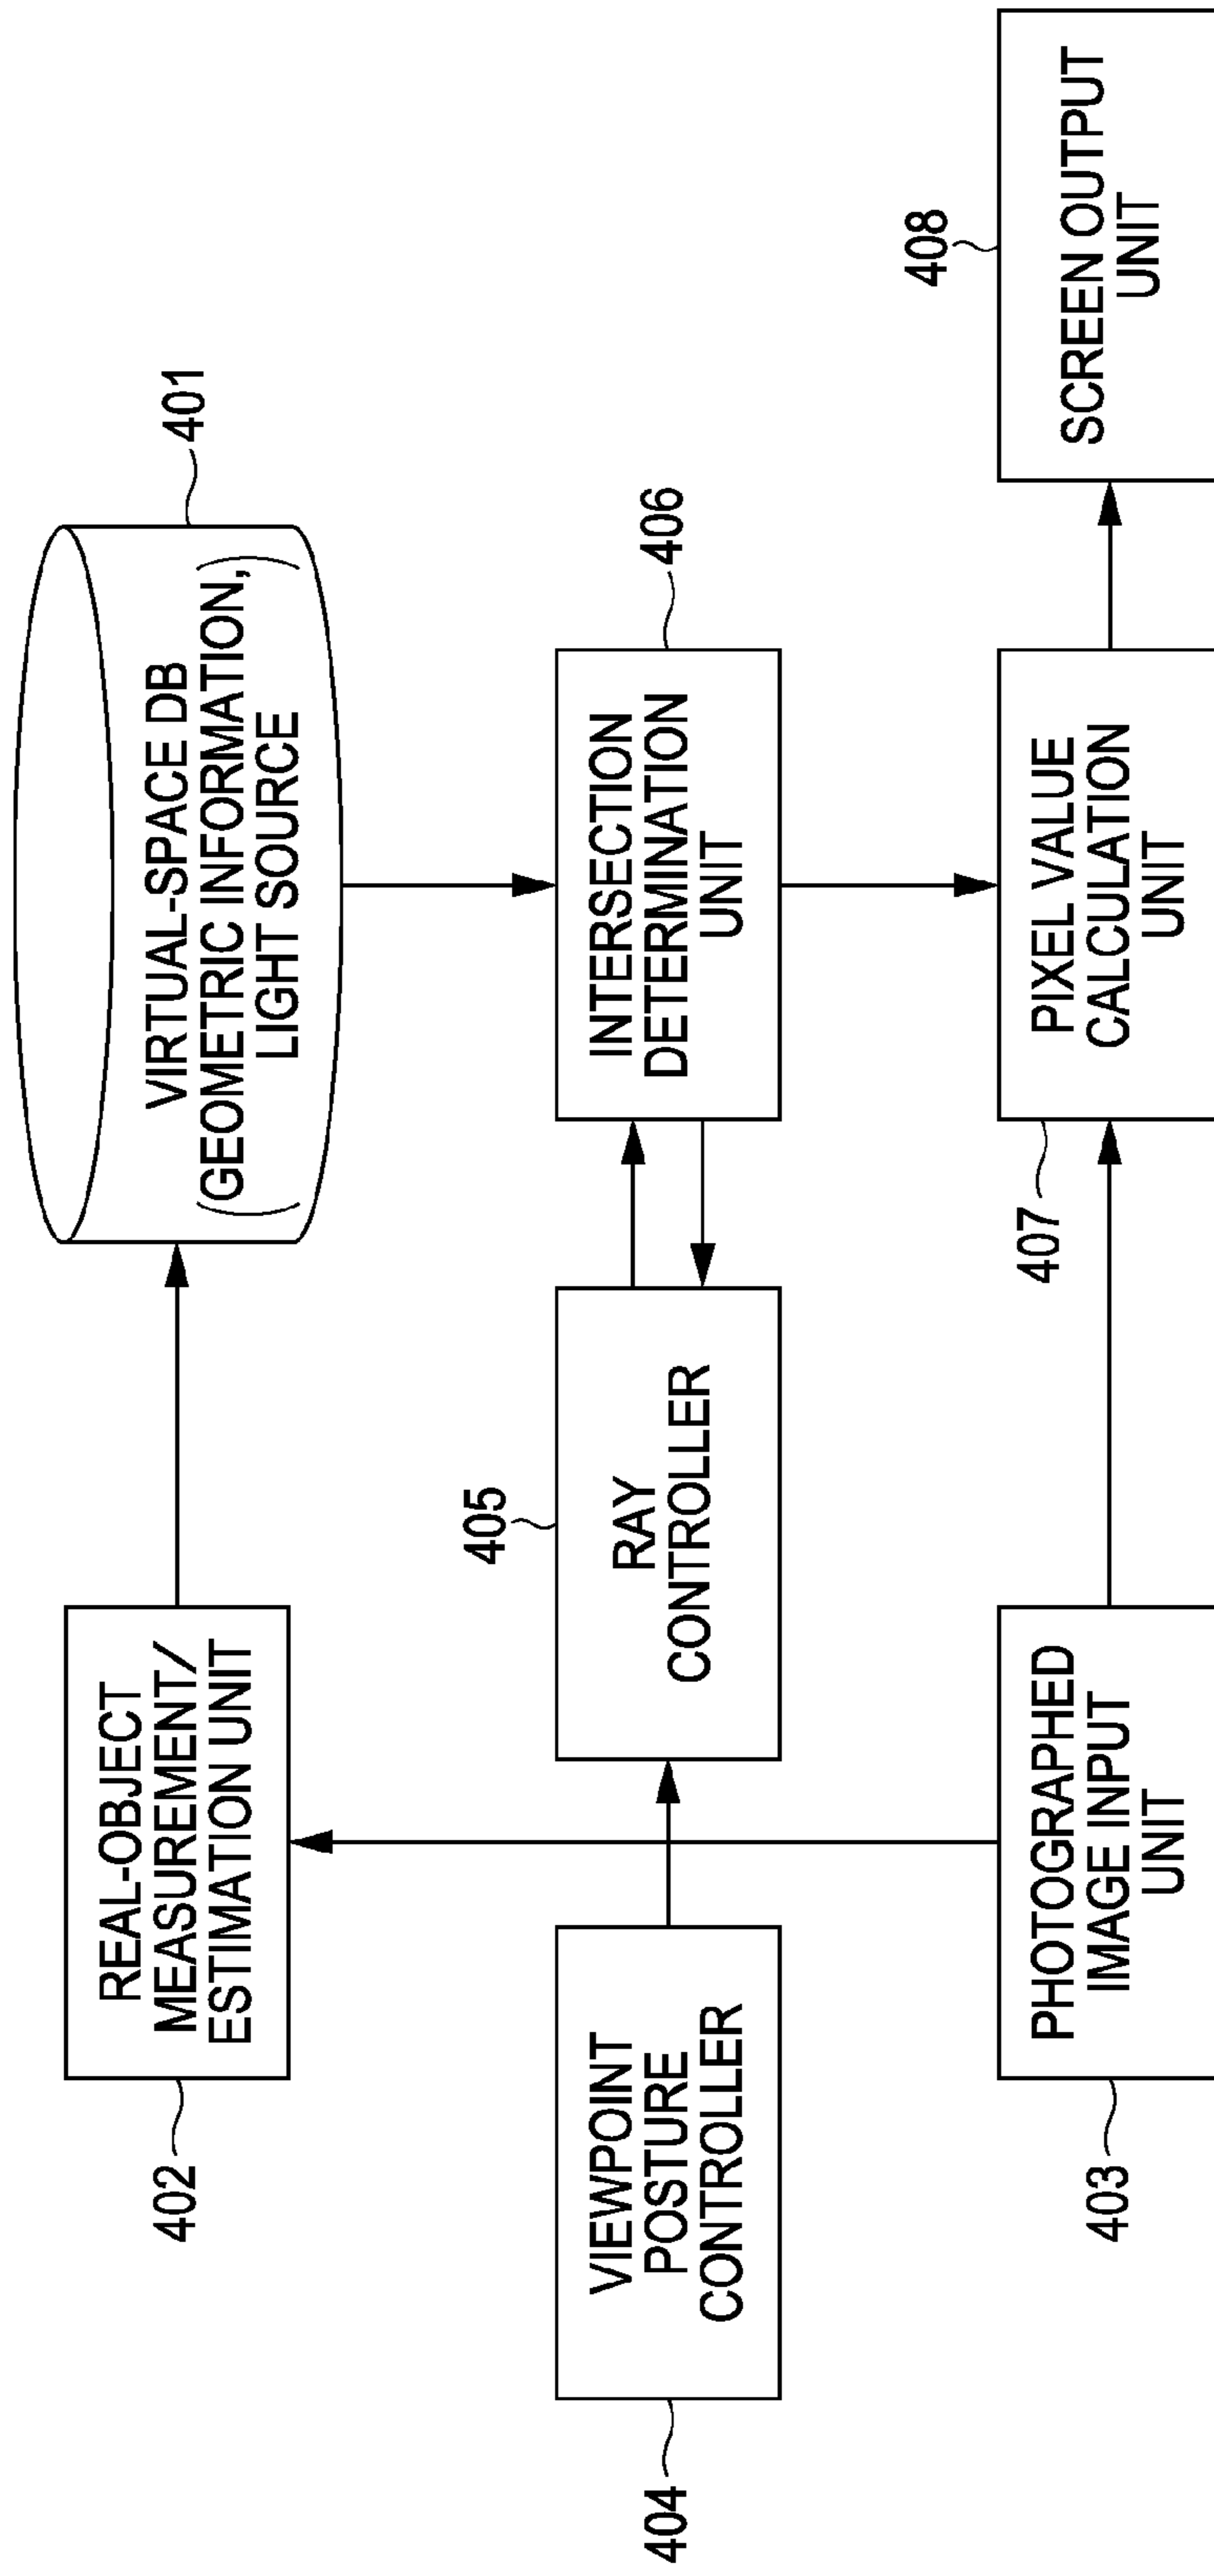 401
VIRTUAL-SPACE DB
(GEOMETRIC INFORMATION,
LIGHT SOURCE)
402
REAL-OBJECT
MEASUREMENT/
ESTIMATION UNIT
404
VIEWPOINT
POSTURE
CONTROLLER
405
RAY
CONTROLLER
406
INTERSECTION
DETERMINATION
UNIT
403
PHOTOGRAPHED
IMAGE INPUT
UNIT
407
PIXEL VALUE
CALCULATION
UNIT
408
SCREEN OUTPUT
UNIT